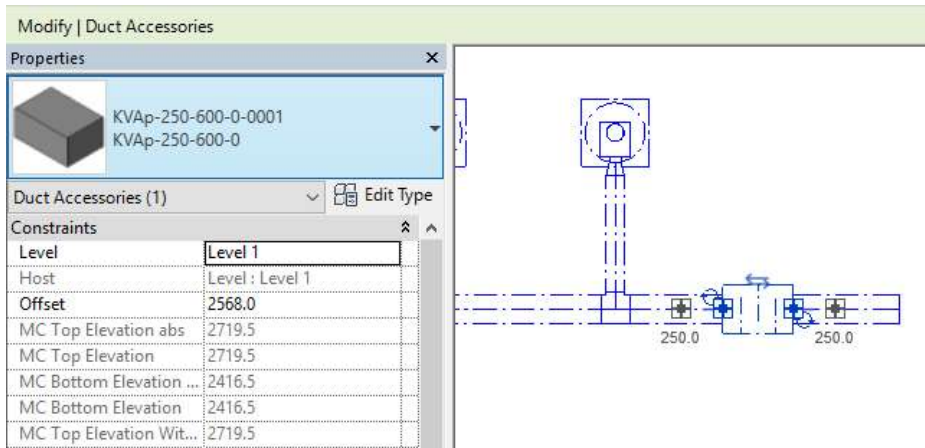 Modify | Duct Accessories
Properties
KVAp-250-600-0-0001
KVAp-250-600-0
Duct Accessories (1)
Edit Type
Constraints
Level Level 1
Host Level : Level 1
Offset 2568.0
MC Top Elevation abs 2719.5
MC Top Elevation 2719.5
MC Bottom Elevation ... 2416.5
MC Bottom Elevation 2416.5
MC Top Elevation Wit... 2719.5
250.0 250.0